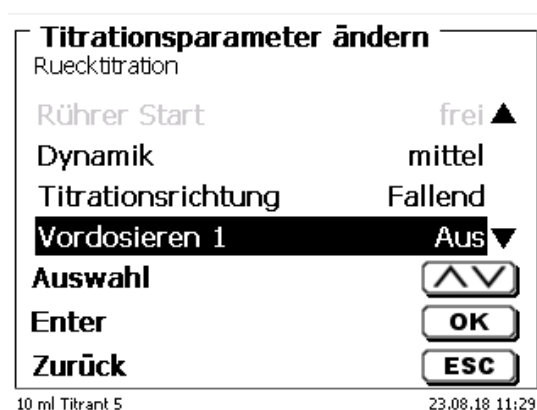 Titrationsparameter ändern
Ruecktitration
Rührer Start frei ▲
Dynamik mittel
Titrationsrichtung Fallend
Vordosieren 1 Aus ▼
Auswahl
Enter OK
Zurück ESC
10 ml Titrant 5 23.08.18 11:29